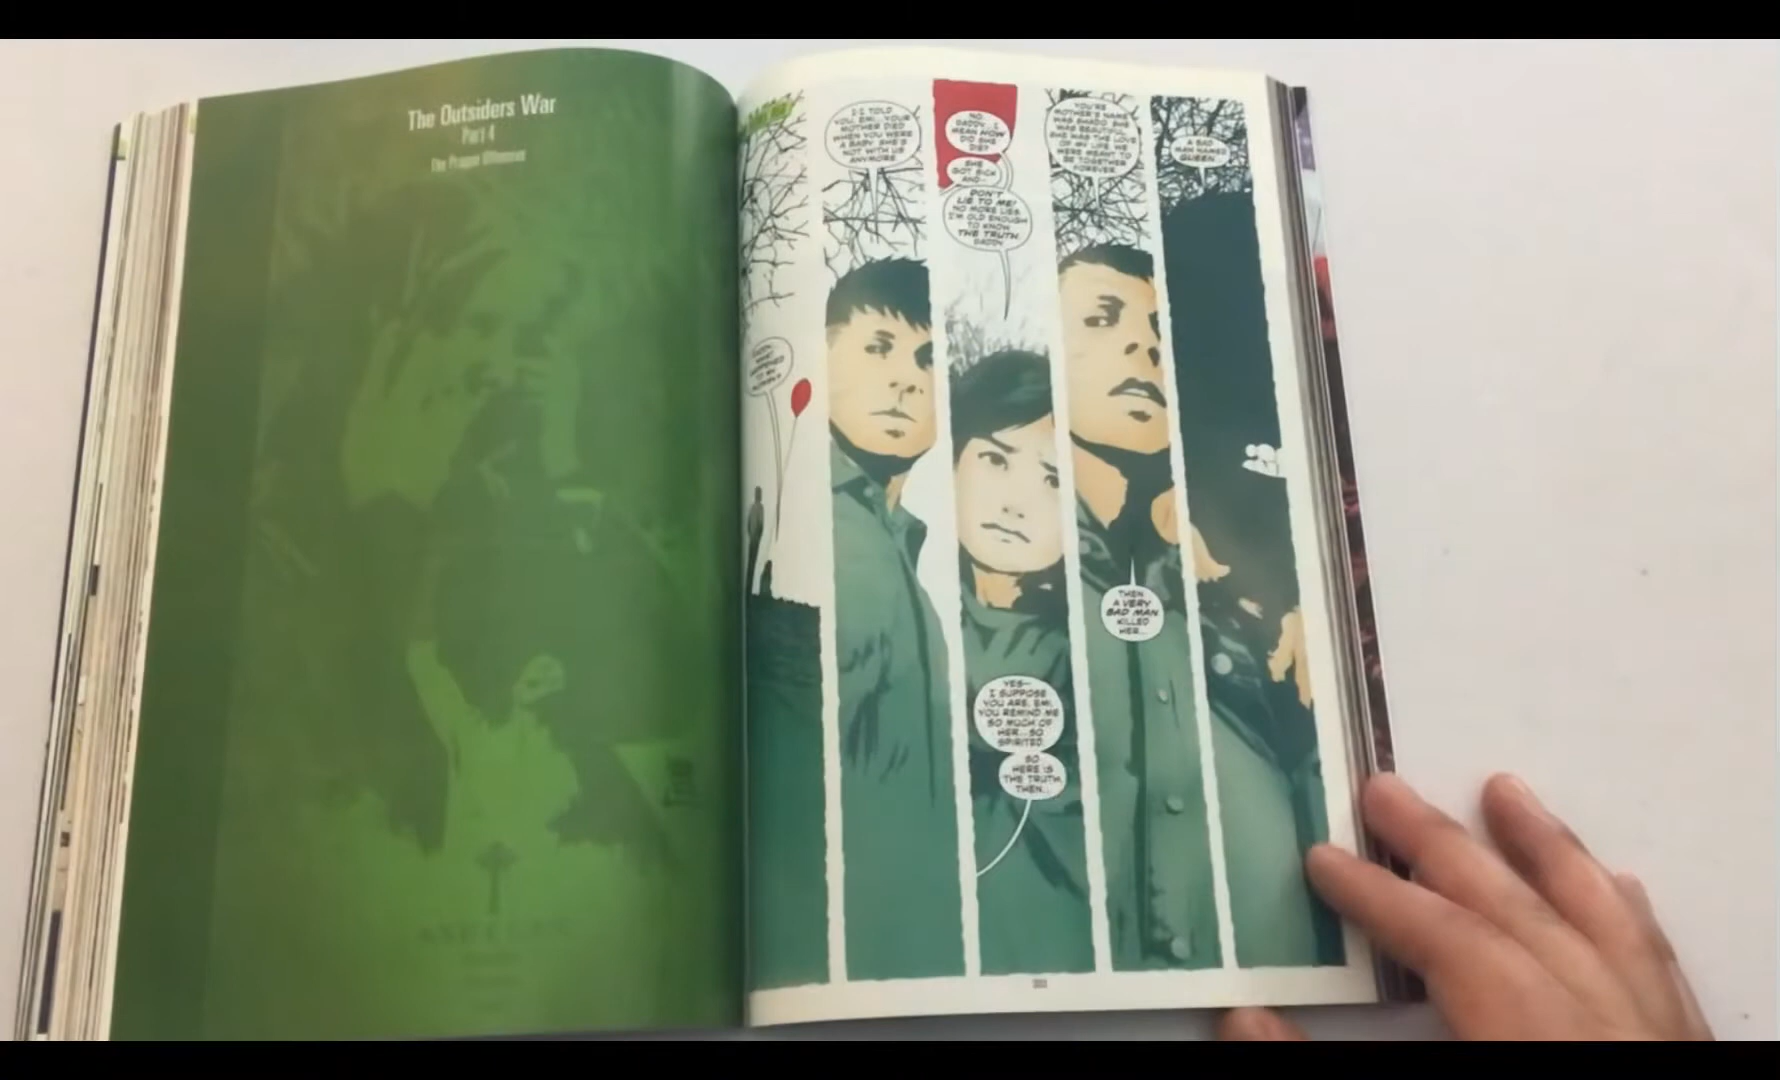 The Outsiders War
Part 4
The Prague Offensive
I-I TOLD
YOU, EMI...YOUR
MOTHER DIED
WHEN YOU WERE
A BABY. SHE'S
NOT WITH US
ANYMORE.
NO,
DADDY...I
MEAN HOW
DID SHE
DIE?
SHE
GOT SICK
AND--
DON'T
LIE TO ME!
NO MORE LIES.
I'M OLD ENOUGH
TO KNOW
THE TRUTH,
DADDY.
YES--
I SUPPOSE
YOU ARE, EMI.
YOU REMIND ME
SO MUCH OF
HER...SO
SPIRITED.
SO
HERE IS
THE TRUTH,
THEN...
YOU'RE
MOTHER'S NAME
WAS SHADO. SHE
WAS BEAUTIFUL.
SHE WAS THE LOVE
OF MY LIFE. WE
WERE MEANT TO
BE TOGETHER
FOREVER.
THEN
A VERY
BAD MAN
KILLED
HER...
A BAD
MAN NAMED
QUEEN.